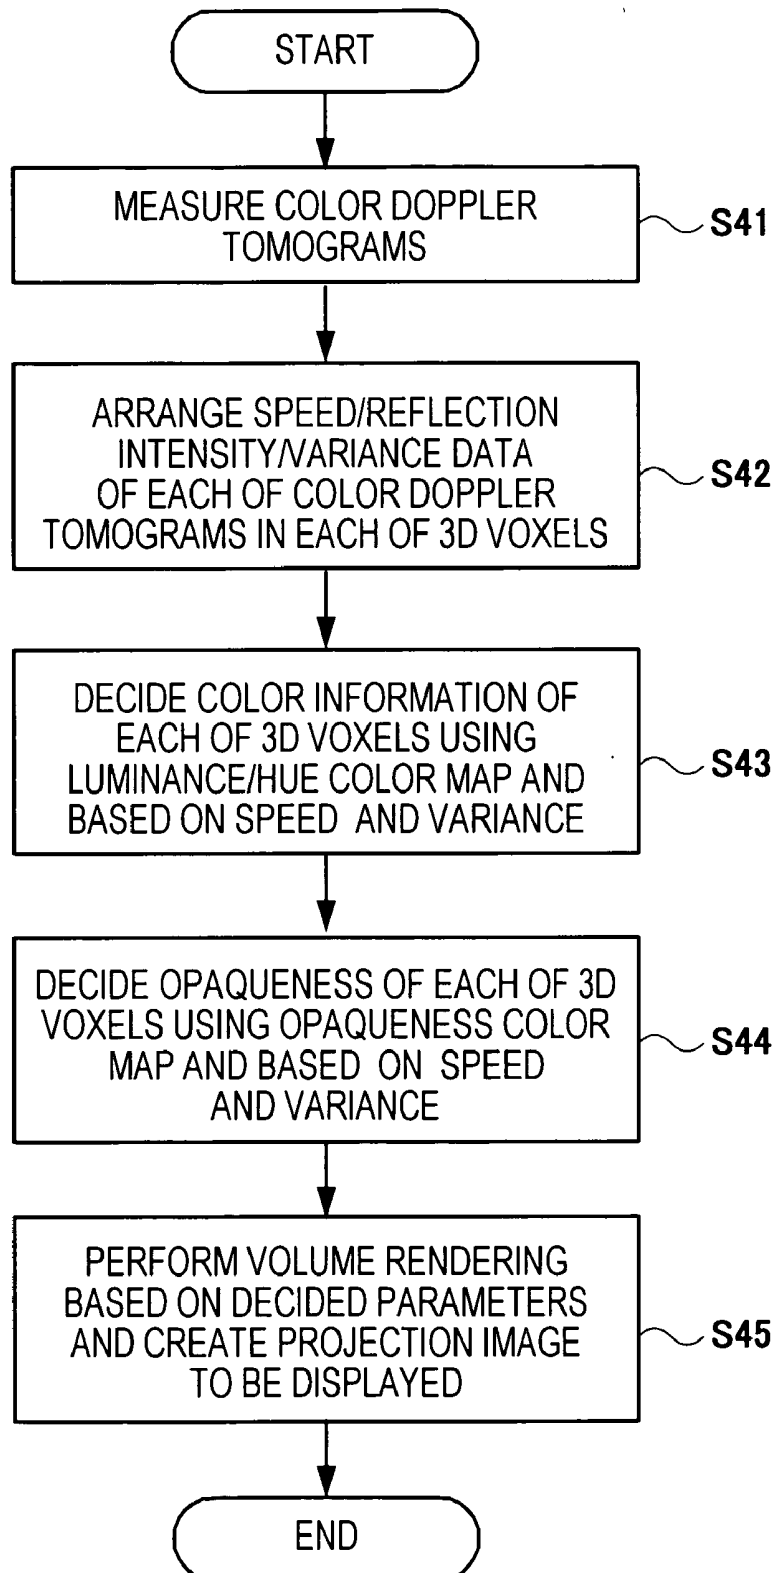 START
MEASURE COLOR DOPPLER
TOMOGRAMS
S41
ARRANGE SPEED/REFLECTION
INTENSITY/VARIANCE DATA
OF EACH OF COLOR DOPPLER
TOMOGRAMS IN EACH OF 3D VOXELS
S42
DECIDE COLOR INFORMATION OF
EACH OF 3D VOXELS USING
LUMINANCE/HUE COLOR MAP AND
BASED ON SPEED AND VARIANCE
S43
DECIDE OPAQUENESS OF EACH OF 3D
VOXELS USING OPAQUENESS COLOR
MAP AND BASED ON SPEED
AND VARIANCE
S44
PERFORM VOLUME RENDERING
BASED ON DECIDED PARAMETERS
AND CREATE PROJECTION IMAGE
TO BE DISPLAYED
S45
END